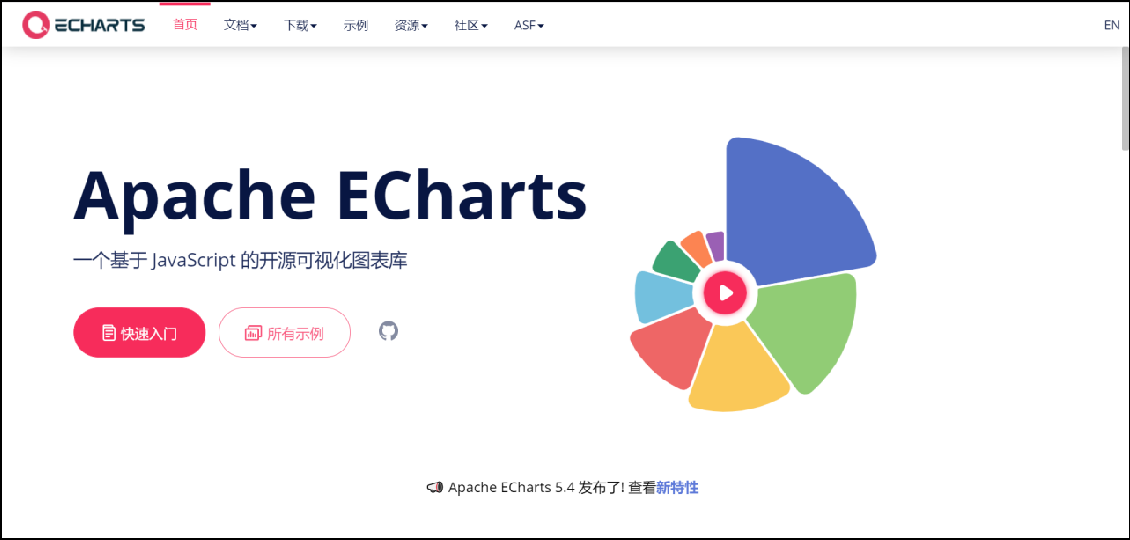 ECHARTS 首页 文档 下载 示例 资源 社区 ASF EN
Apache ECharts
一个基于 JavaScript 的开源可视化图表库
快速入门 所有示例
Apache ECharts 5.4 发布了! 查看新特性